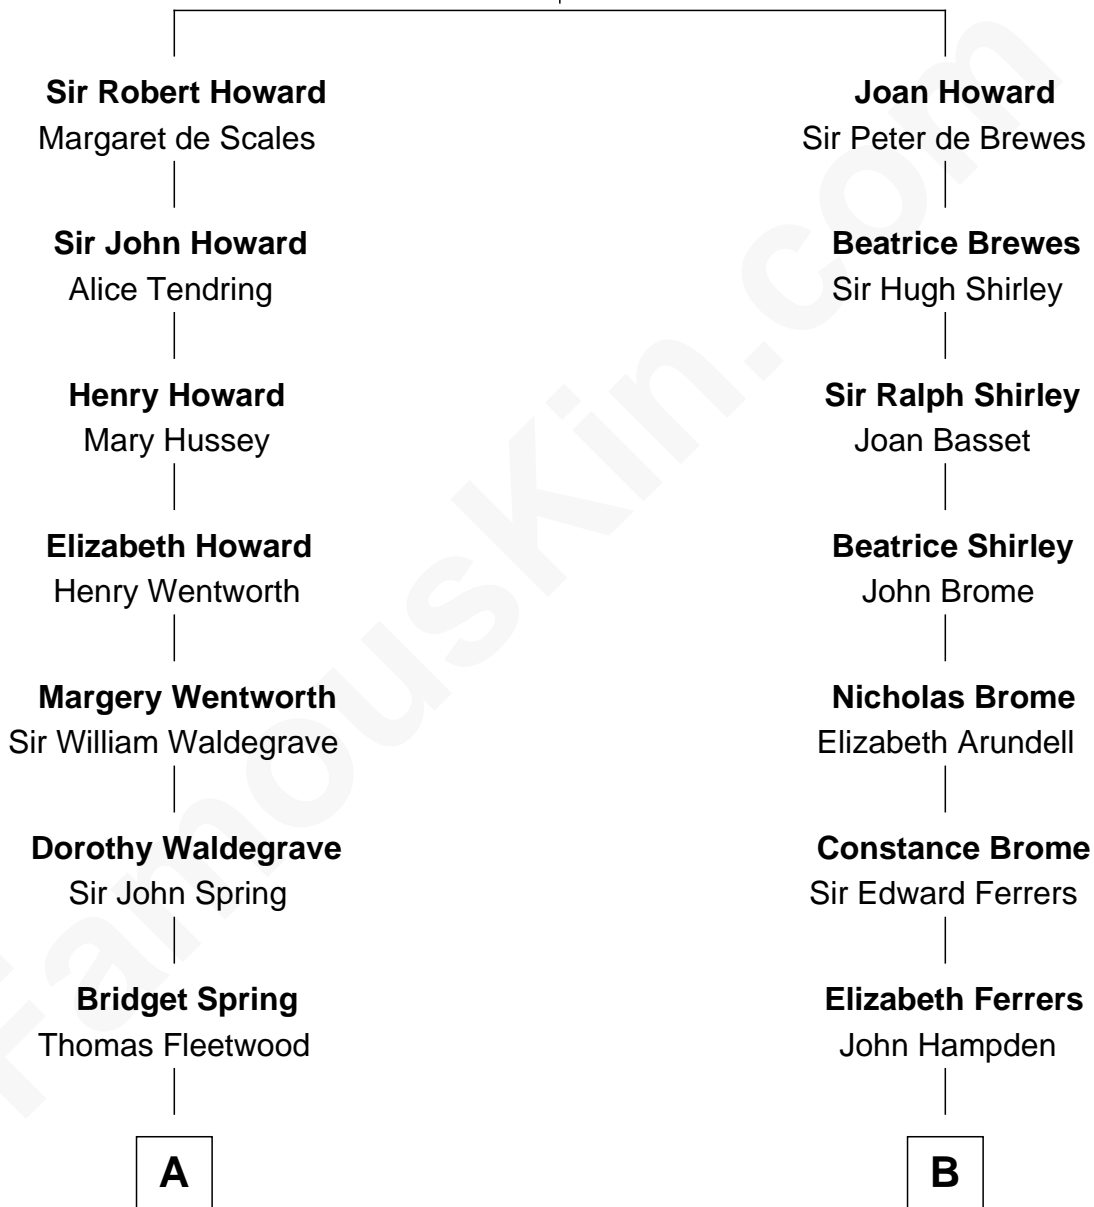 Sir Robert Howard
Margaret de Scales
Sir John Howard
Alice Tendring
Henry Howard
Mary Hussey
Elizabeth Howard
Henry Wentworth
Margery Wentworth
Sir William Waldegrave
Dorothy Waldegrave
Sir John Spring
Bridget Spring
Thomas Fleetwood
A
Joan Howard
Sir Peter de Brewes
Beatrice Brewes
Sir Hugh Shirley
Sir Ralph Shirley
Joan Basset
Beatrice Shirley
John Brome
Nicholas Brome
Elizabeth Arundell
Constance Brome
Sir Edward Ferrers
Elizabeth Ferrers
John Hampden
B
FamousKin.com